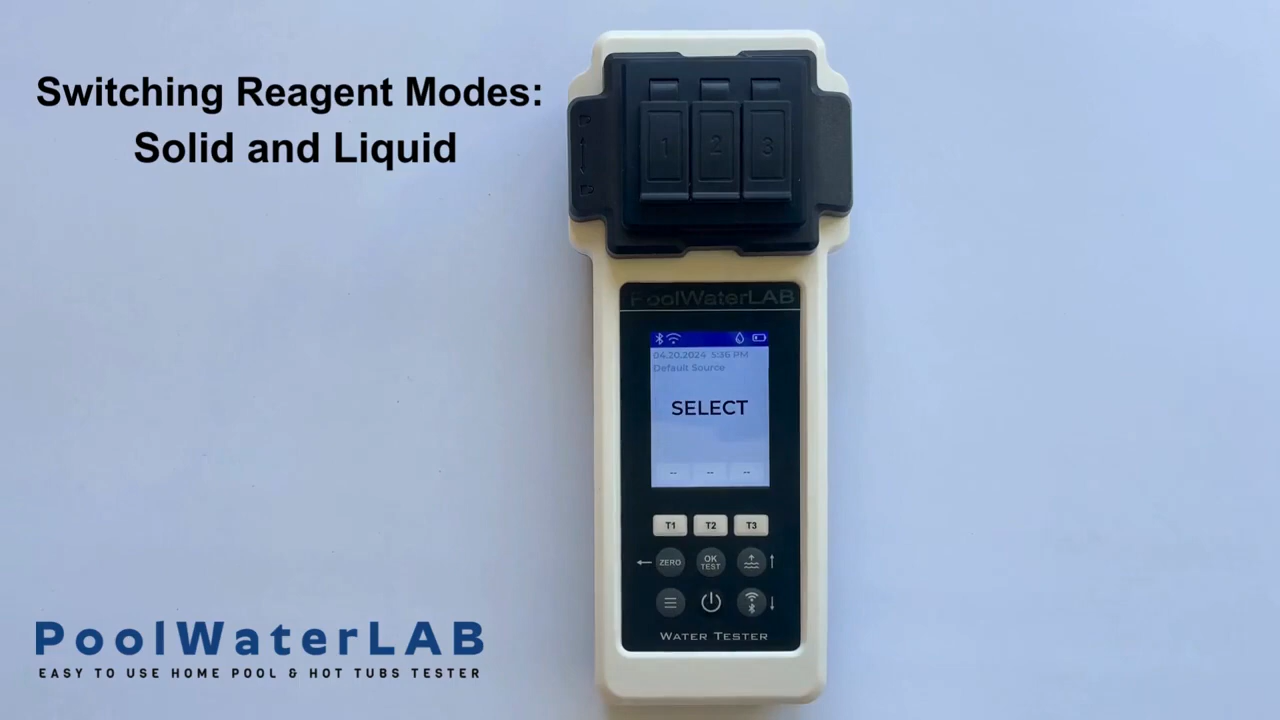 Switching Reagent Modes:
Solid and Liquid
1 2 3
PoolWaterLAB
04.20.2024 5:36 PM
Default Source
SELECT
-- -- --
T1 T2 T3
ZERO
OK
TEST
WATER TESTER
PoolWaterLAB
EASY TO USE HOME POOL & HOT TUBS TESTER